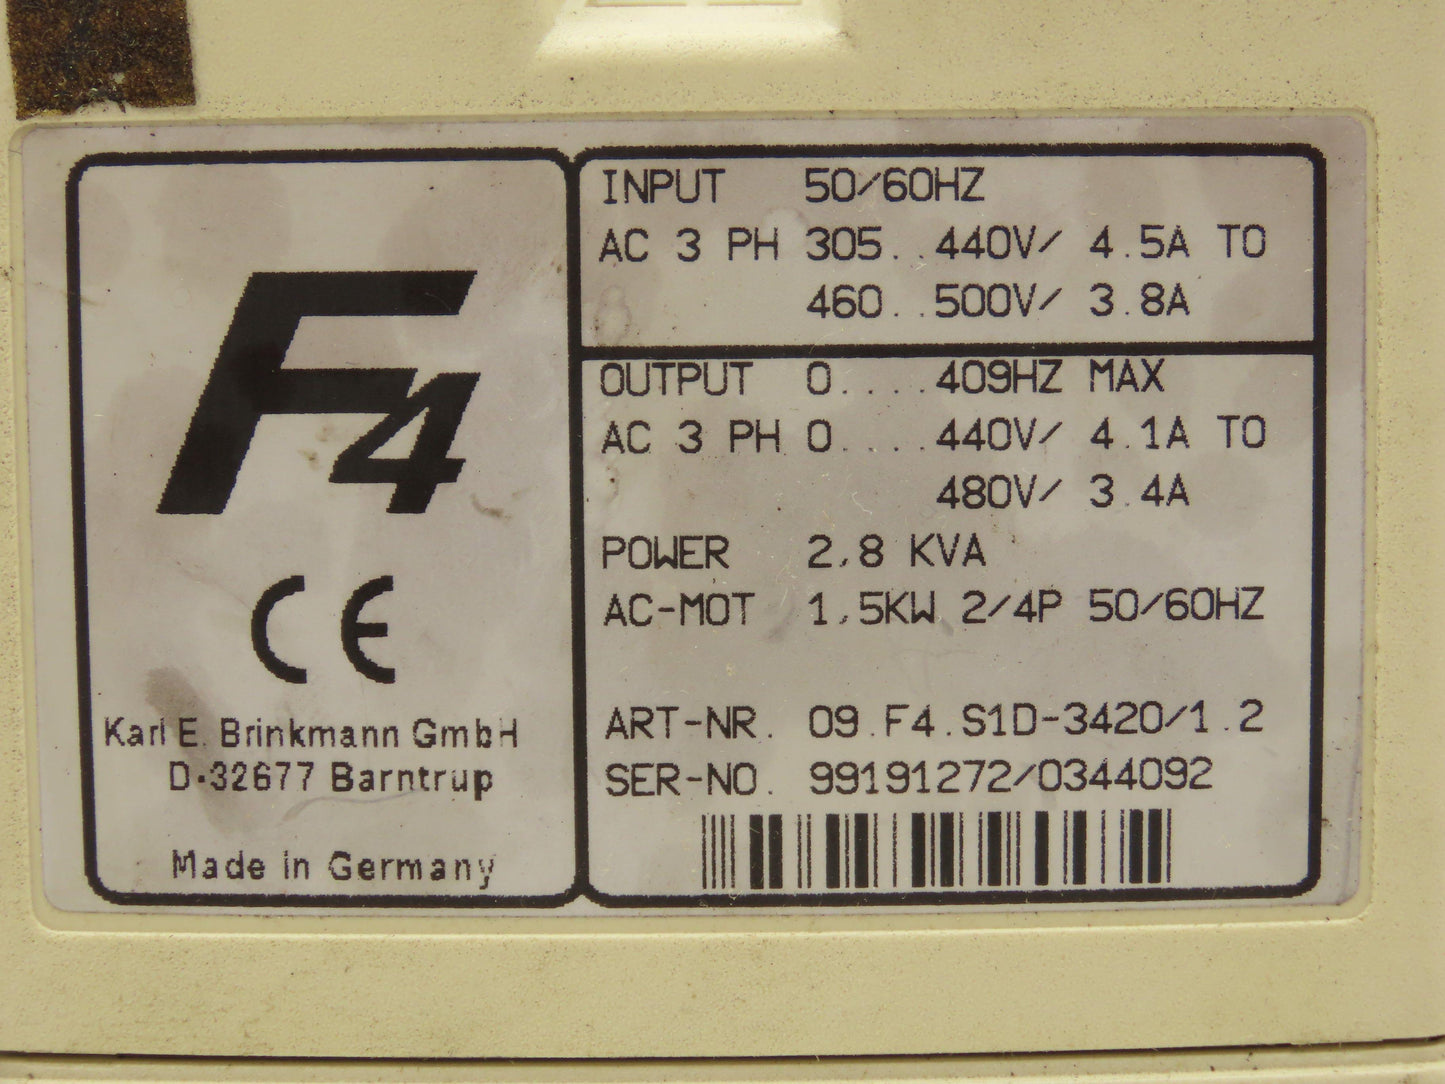 F4
CE
Karl E. Brinkmann GmbH
D-32677 Barntrup
Made in Germany
INPUT 50/60HZ
AC 3 PH 305..440V/ 4.5A TO
460..500V/ 3.8A
OUTPUT 0....409HZ MAX
AC 3 PH 0....440V/ 4.1A TO
480V/ 3.4A
POWER 2,8 KVA
AC-MOT 1,5KW 2/4P 50/60HZ
ART-NR. 09.F4.S1D-3420/1.2
SER-NO. 99191272/0344092